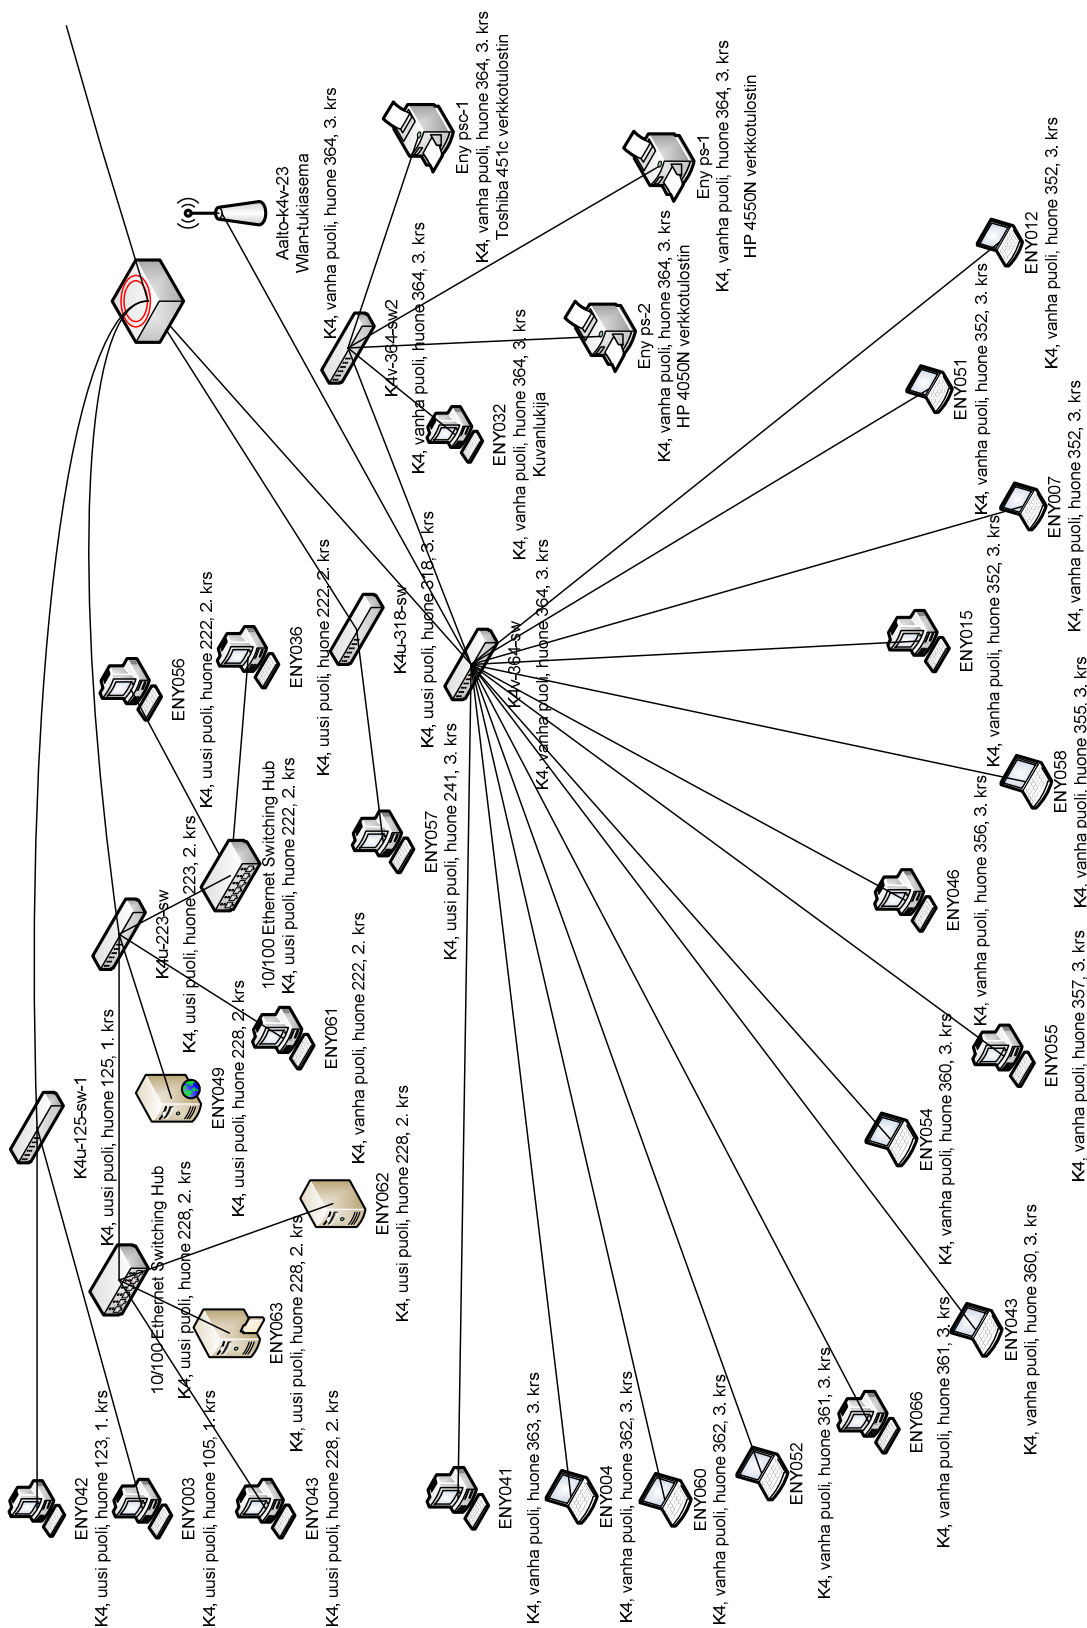 Aalto-k4v-23
Wlan-tukiasema
K4, vanha puoli, huone 364, 3. krs
Eny psc-1
K4, vanha puoli, huone 364, 3. krs
Toshiba 451c verkkotulostin
Eny ps-1
K4, vanha puoli, huone 364, 3. krs
HP 4550N verkkotulostin
Eny ps-2
K4, vanha puoli, huone 364, 3. krs
HP 4050N verkkotulostin
K4v-364-sw2
K4, vanha puoli, huone 364, 3. krs
ENY032
K4, vanha puoli, huone 364, 3. krs
Kuvanlukija
ENY056
K4, uusi puoli, huone 222, 2. krs
ENY036
K4, uusi puoli, huone 222, 2. krs
K4u-318-sw
K4, uusi puoli, huone 318, 3. krs
K4v-364-sw
K4, vanha puoli, huone 364, 3. krs
ENY012
K4, vanha puoli, huone 352, 3. krs
ENY051
K4, vanha puoli, huone 352, 3. krs
ENY007
K4, vanha puoli, huone 352, 3. krs
ENY015
K4, vanha puoli, huone 352, 3. krs
ENY058
K4, vanha puoli, huone 355, 3. krs
ENY046
K4, vanha puoli, huone 356, 3. krs
ENY055
K4, vanha puoli, huone 357, 3. krs
ENY054
K4, vanha puoli, huone 360, 3. krs
ENY043
K4, vanha puoli, huone 360, 3. krs
ENY066
K4, vanha puoli, huone 361, 3. krs
ENY052
K4, vanha puoli, huone 361, 3. krs
ENY060
K4, vanha puoli, huone 362, 3. krs
ENY004
K4, vanha puoli, huone 362, 3. krs
ENY041
K4, vanha puoli, huone 363, 3. krs
ENY057
K4, uusi puoli, huone 241, 3. krs
10/100 Ethernet Switching Hub
K4, uusi puoli, huone 222, 2. krs
K4u-223-sw
K4, uusi puoli, huone 223, 2. krs
ENY061
K4, vanha puoli, huone 222, 2. krs
ENY049
K4, uusi puoli, huone 228, 2. krs
K4u-125-sw-1
K4, uusi puoli, huone 125, 1. krs
10/100 Ethernet Switching Hub
K4, uusi puoli, huone 228, 2. krs
ENY062
K4, uusi puoli, huone 228, 2. krs
ENY063
K4, uusi puoli, huone 228, 2. krs
ENY042
K4, uusi puoli, huone 123, 1. krs
ENY003
K4, uusi puoli, huone 105, 1. krs
ENY043
K4, uusi puoli, huone 228, 2. krs